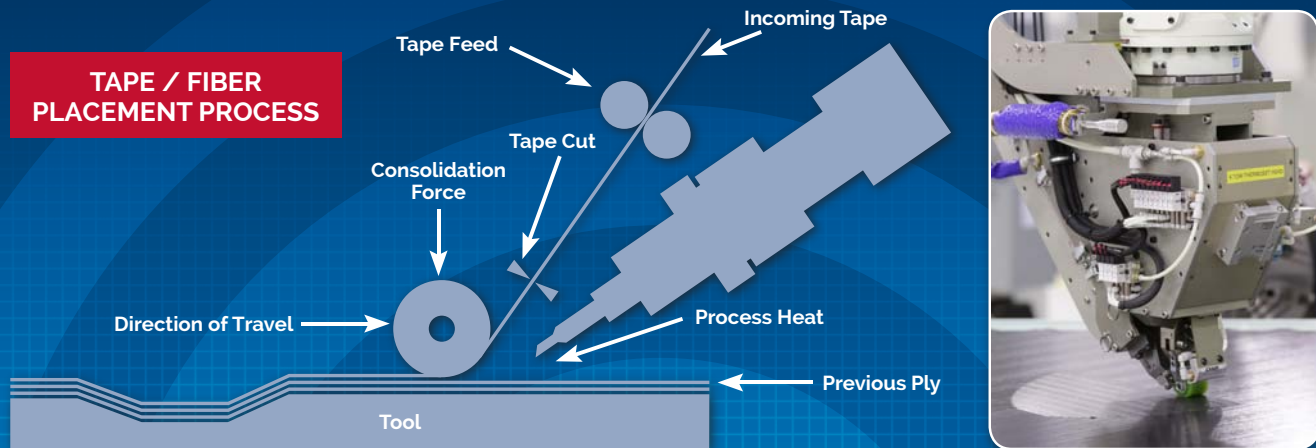 TAPE / FIBER
PLACEMENT PROCESS
Tape Feed
Incoming Tape
Tape Cut
Consolidation
Force
Direction of Travel
Process Heat
Previous Ply
Tool